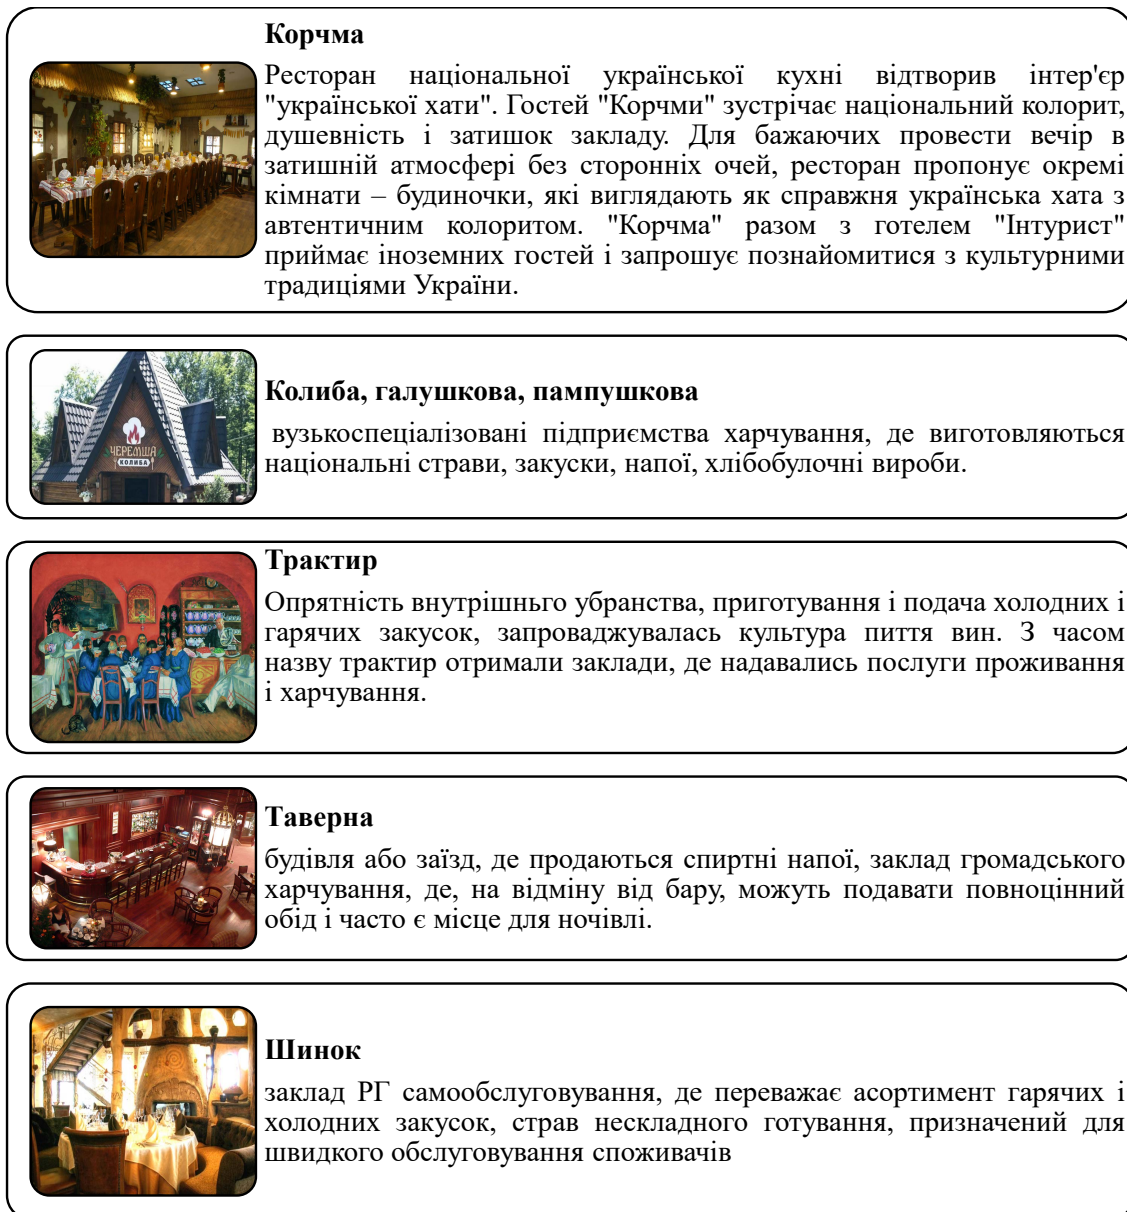 Корчма
Ресторан національної української кухні відтворив інтер'єр
"української хати". Гостей "Корчми" зустрічає національний колорит,
душевність і затишок закладу. Для бажаючих провести вечір в
затишній атмосфері без сторонніх очей, ресторан пропонує окремі
кімнати – будиночки, які виглядають як справжня українська хата з
автентичним колоритом. "Корчма" разом з готелем "Інтурист"
приймає іноземних гостей і запрошує познайомитися з культурними
традиціями України.
ЧЕРЕМША
КОЛИБА
Колиба, галушкова, пампушкова
вузькоспеціалізовані підприємства харчування, де виготовляються
національні страви, закуски, напої, хлібобулочні вироби.
Трактир
Опрятність внутрішньго убранства, приготування і подача холодних і
гарячих закусок, запроваджувалась культура пиття вин. З часом
назву трактир отримали заклади, де надавались послуги проживання
і харчування.
Таверна
будівля або заїзд, де продаються спиртні напої, заклад громадського
харчування, де, на відміну від бару, можуть подавати повноцінний
обід і часто є місце для ночівлі.
Шинок
заклад РГ самообслуговування, де переважає асортимент гарячих і
холодних закусок, страв нескладного готування, призначений для
швидкого обслуговування споживачів